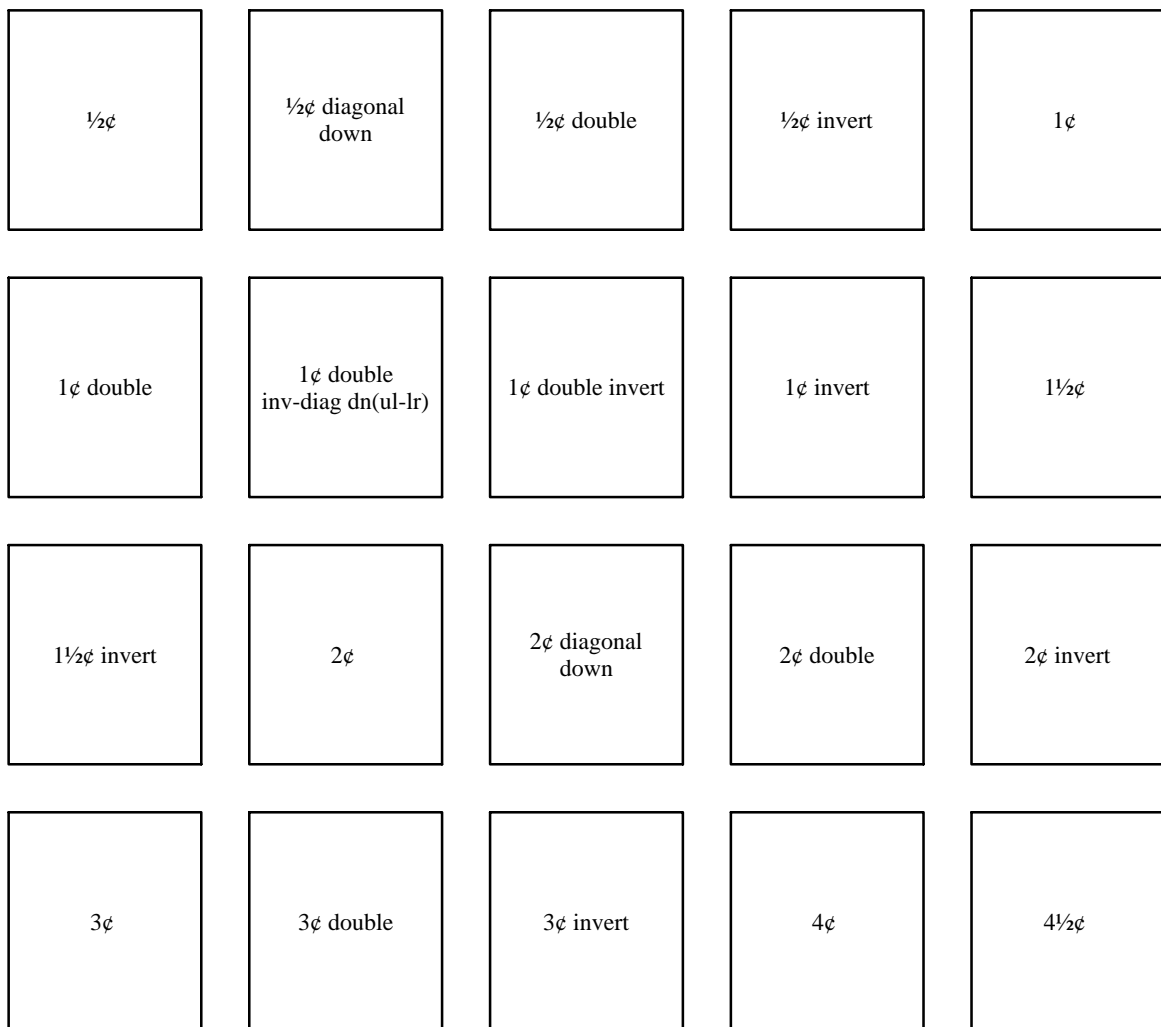 ½¢
½¢ diagonal
down
½¢ double
½¢ invert
1¢
1¢ double
1¢ double
inv-diag dn(ul-lr)
1¢ double invert
1¢ invert
1½¢
1½¢ invert
2¢
2¢ diagonal
down
2¢ double
2¢ invert
3¢
3¢ double
3¢ invert
4¢
4½¢